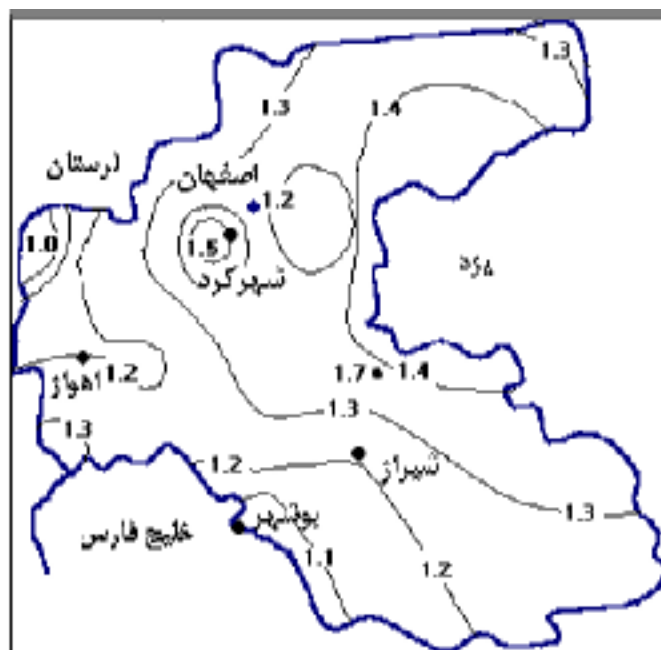 1.3
1.3
1.4
لرستان
اصفهان
1.2
1.0
1.5
شهرکرد
یزد
1.7
1.4
1.2
اهواز
1.3
1.3
شیراز
1.2
1.3
بوشهر
خلیج فارس
1.1
1.2